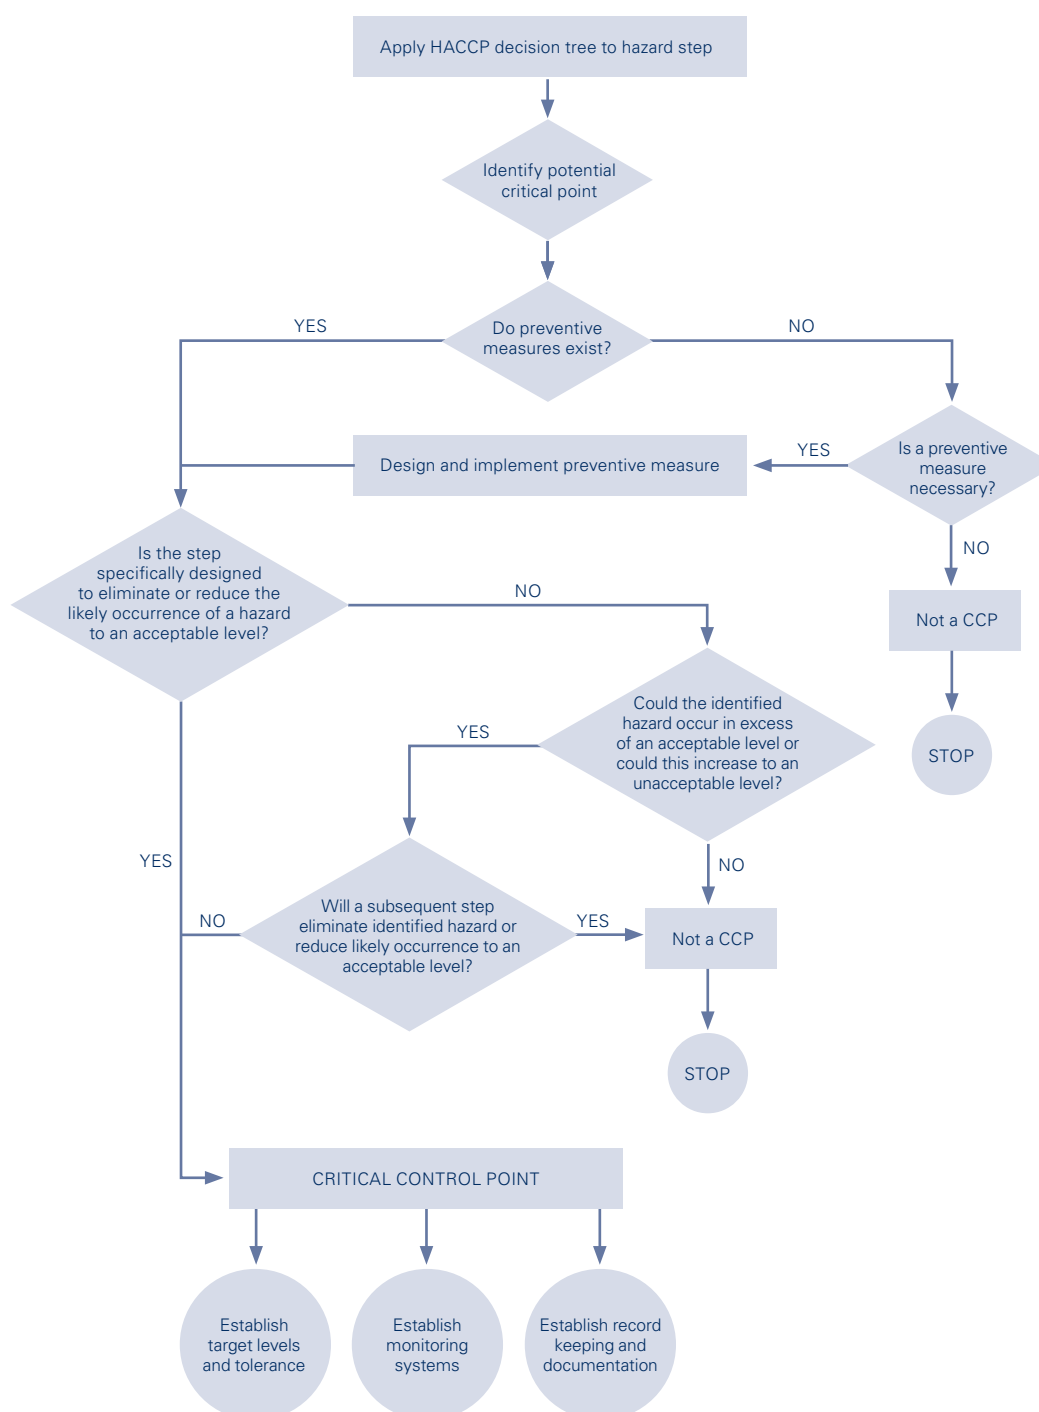 Apply HACCP decision tree to hazard step
Identify potential
critical point
Do preventive
measures exist?
YES
NO
Design and implement preventive measure
YES
Is a preventive
measure
necessary?
NO
Not a CCP
STOP
Is the step
specifically designed
to eliminate or reduce the
likely occurrence of a hazard
to an acceptable level?
NO
Could the identified
hazard occur in excess
of an acceptable level or
could this increase to an
unacceptable level?
YES
NO
YES
Will a subsequent step
eliminate identified hazard or
reduce likely occurrence to an
acceptable level?
NO
YES
Not a CCP
STOP
CRITICAL CONTROL POINT
Establish
target levels
and tolerance
Establish
monitoring
systems
Establish record
keeping and
documentation